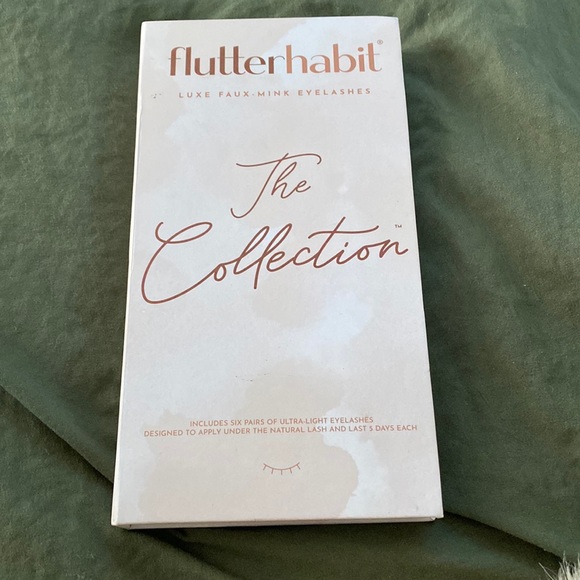 flutterhabit®
LUXE FAUX-MINK EYELASHES
The
Collection™
INCLUDES SIX PAIRS OF ULTRA-LIGHT EYELASHES
DESIGNED TO APPLY UNDER THE NATURAL LASH AND LAST 5 DAYS EACH